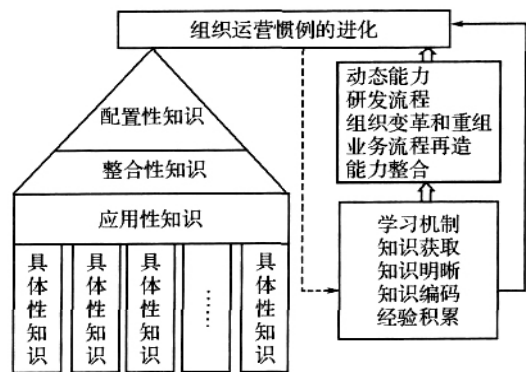 组织运营惯例的进化
配置性知识
整合性知识
应用性知识
具体性知识
具体性知识
具体性知识
……
具体性知识
动态能力
研发流程
组织变革和重组
业务流程再造
能力整合
学习机制
知识获取
知识明晰
知识编码
经验积累